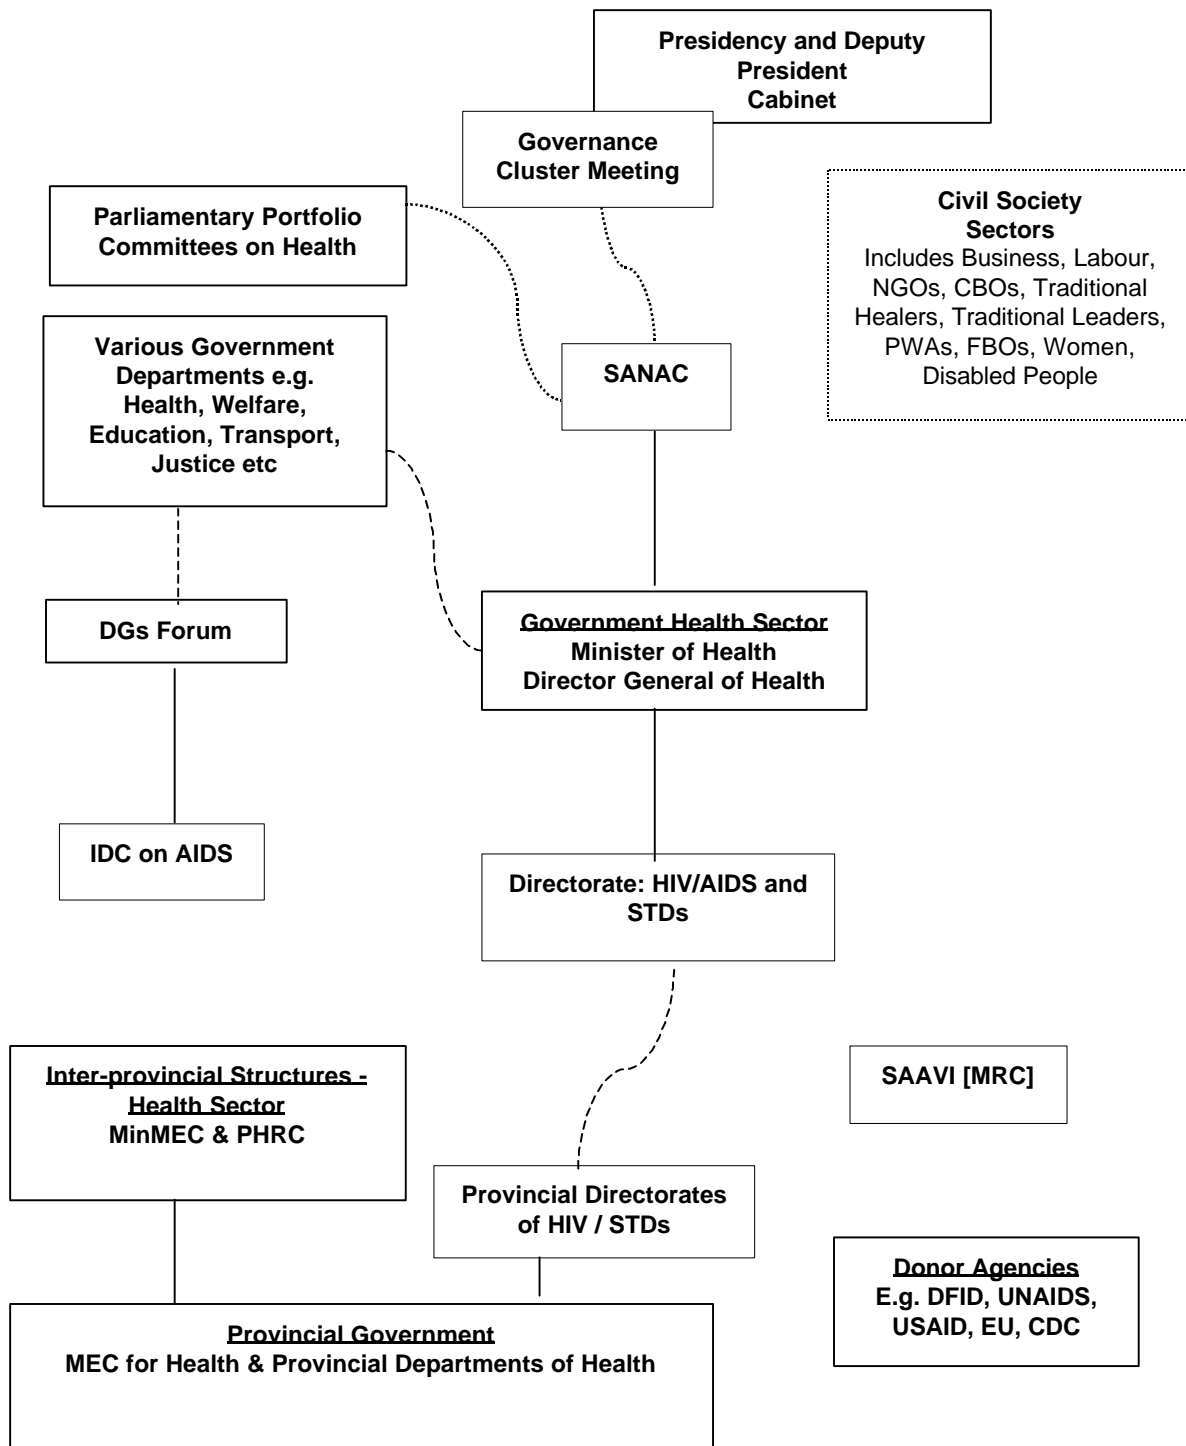 Presidency and Deputy
President
Cabinet
Governance
Cluster Meeting
Parliamentary Portfolio
Committees on Health
Civil Society
Sectors
Includes Business, Labour,
NGOs, CBOs, Traditional
Healers, Traditional Leaders,
PWAs, FBOs, Women,
Disabled People
Various Government
Departments e.g.
Health, Welfare,
Education, Transport,
Justice etc
SANAC
DGs Forum
Government Health Sector
Minister of Health
Director General of Health
IDC on AIDS
Directorate: HIV/AIDS and
STDs
Inter-provincial Structures -
Health Sector
MinMEC & PHRC
SAAVI [MRC]
Provincial Directorates
of HIV / STDs
Donor Agencies
E.g. DFID, UNAIDS,
USAID, EU, CDC
Provincial Government
MEC for Health & Provincial Departments of Health